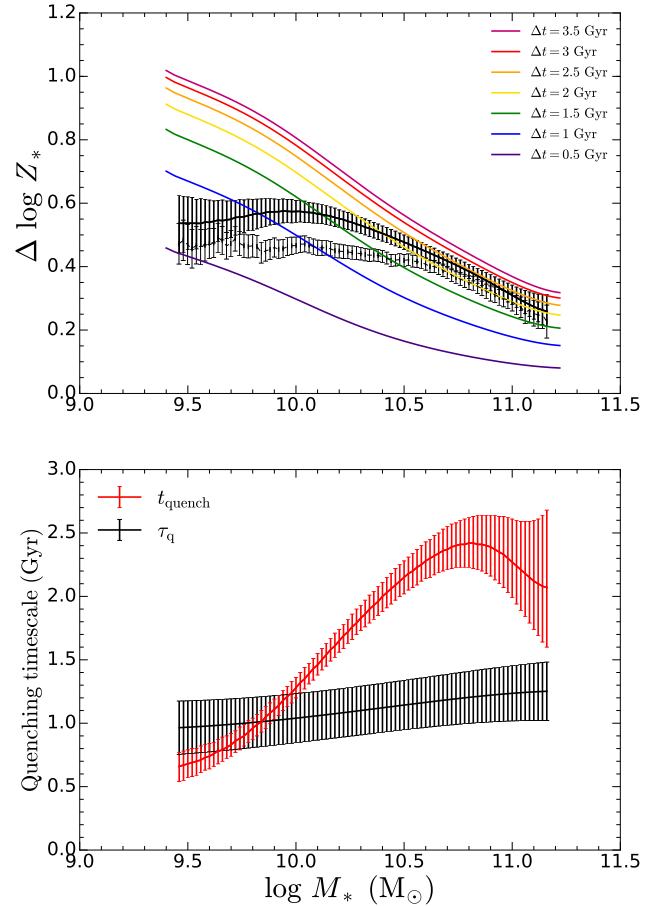 1.2
1.0
0.8
0.6
0.4
0.2
0.0
Δ log Z*
Δt = 3.5 Gyr
Δt = 3 Gyr
Δt = 2.5 Gyr
Δt = 2 Gyr
Δt = 1.5 Gyr
Δt = 1 Gyr
Δt = 0.5 Gyr
9.0 9.5 10.0 10.5 11.0 11.5
3.0
2.5
2.0
1.5
1.0
0.5
0.0
Quenching timescale (Gyr)
t_quench
τ_q
9.0 9.5 10.0 10.5 11.0 11.5
log M* (M⊙)